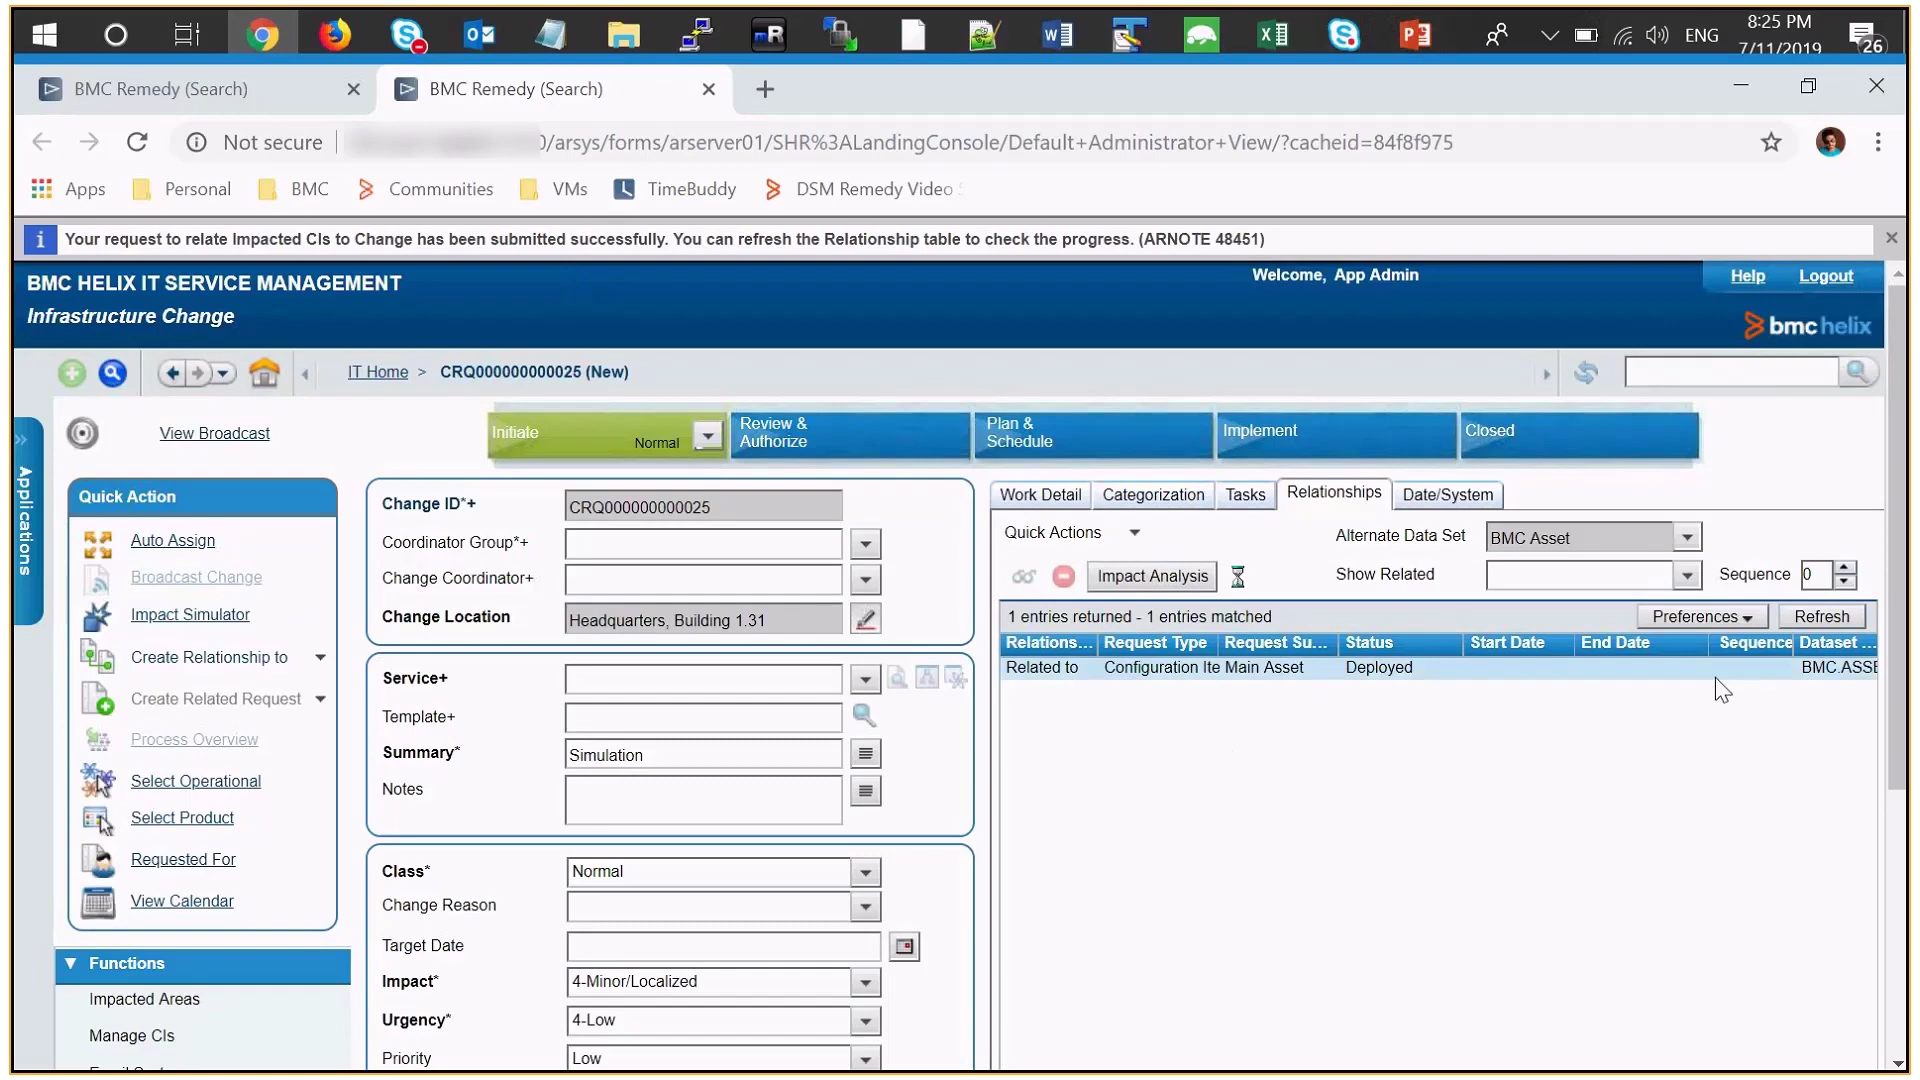 8:25 PM
ENG
7/11/2019
26
BMC Remedy (Search)
BMC Remedy (Search)
Not secure
0/arsys/forms/arserver01/SHR%3ALandingConsole/Default+Administrator+View/?cacheid=84f8f975
Apps
Personal
BMC
Communities
VMs
TimeBuddy
DSM Remedy Video
Your request to relate Impacted CIs to Change has been submitted successfully. You can refresh the Relationship table to check the progress. (ARNOTE 48451)
BMC HELIX IT SERVICE MANAGEMENT
Welcome, App Admin
Help
Logout
Infrastructure Change
bmchelix
IT Home > CRQ000000000025 (New)
Applications
View Broadcast
Initiate
Normal
Review &
Authorize
Plan &
Schedule
Implement
Closed
Quick Action
Auto Assign
Broadcast Change
Impact Simulator
Create Relationship to
Create Related Request
Process Overview
Select Operational
Select Product
Requested For
View Calendar
Functions
Impacted Areas
Manage CIs
Change ID*+ CRQ000000000025
Coordinator Group*+
Change Coordinator+
Change Location Headquarters, Building 1.31
Service+
Template+
Summary* Simulation
Notes
Class* Normal
Change Reason
Target Date
Impact* 4-Minor/Localized
Urgency* 4-Low
Priority Low
Work Detail
Categorization
Tasks
Relationships
Date/System
Quick Actions
Alternate Data Set BMC Asset
Impact Analysis
Show Related
Sequence 0
1 entries returned - 1 entries matched
Preferences
Refresh
Relations... Request Type Request Su... Status Start Date End Date Sequence Dataset ...
Related to Configuration Ite Main Asset Deployed BMC.ASSE